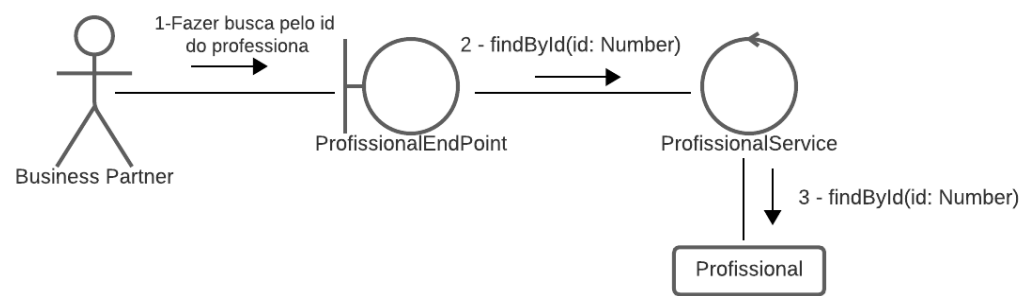 1-Fazer busca pelo id
do professiona
2 - findById(id: Number)
ProfissionalEndPoint
ProfissionalService
Business Partner
3 - findById(id: Number)
Profissional